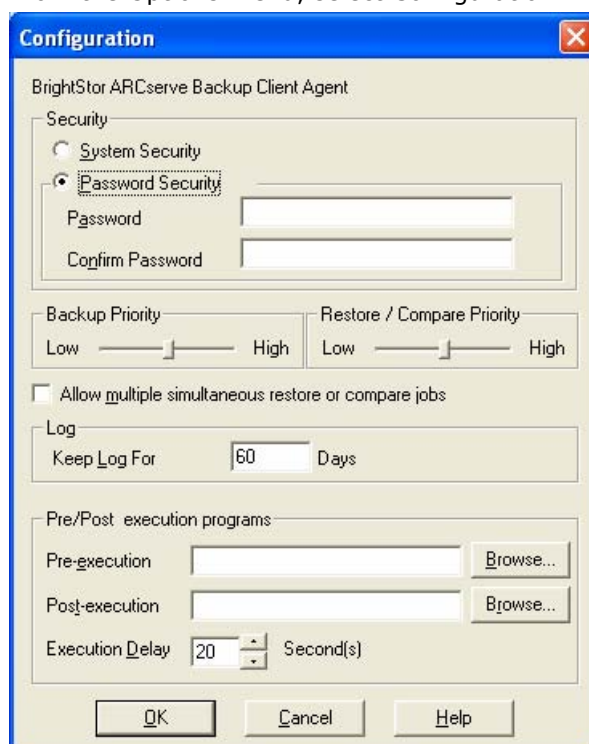 Configuration
BrightStor ARCserve Backup Client Agent
Security
System Security
Password Security
Password
Confirm Password
Backup Priority
Low High
Restore / Compare Priority
Low High
Allow multiple simultaneous restore or compare jobs
Log
Keep Log For 60 Days
Pre/Post execution programs
Pre-execution Browse...
Post-execution Browse...
Execution Delay 20 Second(s)
OK Cancel Help